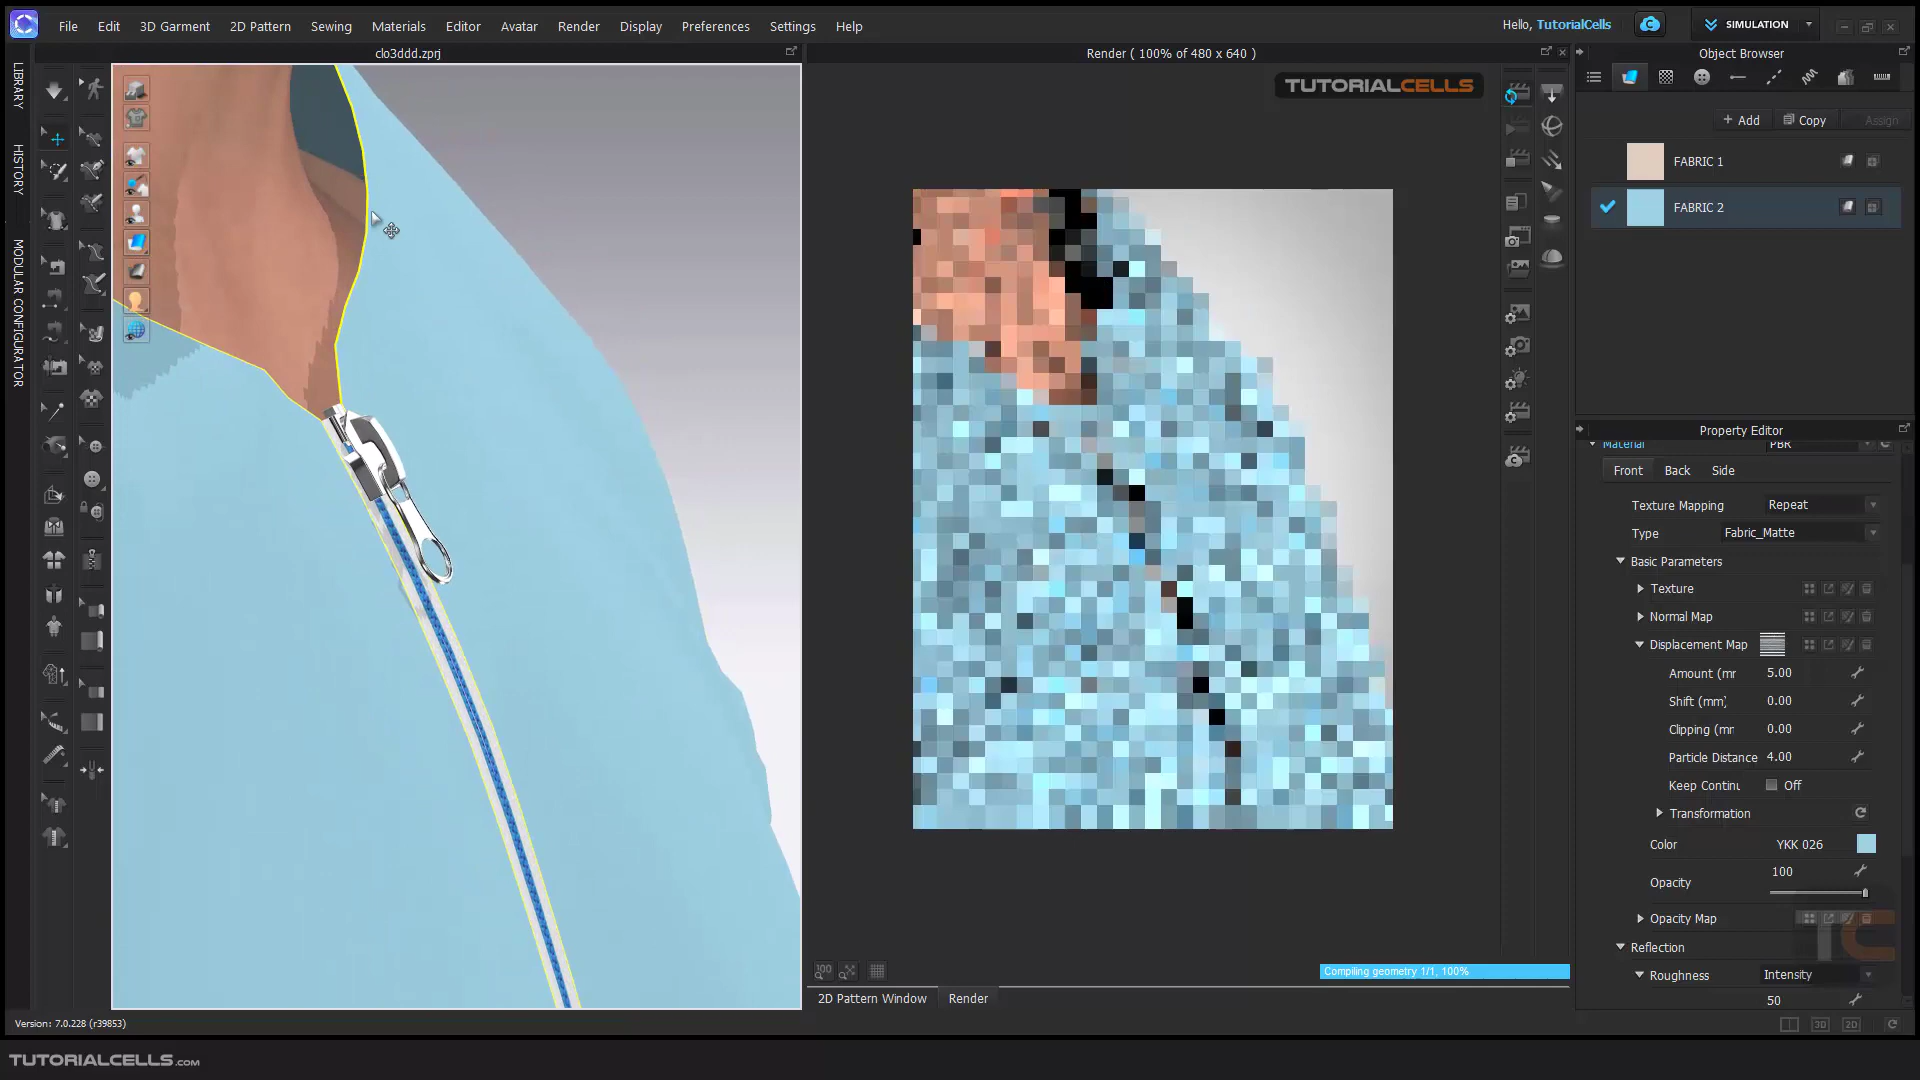 File Edit 3D Garment 2D Pattern Sewing Materials Editor Avatar Render Display Preferences Settings Help
Hello, TutorialCells
SIMULATION
clo3ddd.zprj
Render ( 100% of 480 x 640 )
Object Browser
LIBRARY
HISTORY
MODULAR CONFIGURATOR
TUTORIALCELLS
+ Add
Copy
Assign
FABRIC 1
FABRIC 2
Property Editor
Material
PBR
Front Back Side
Texture Mapping Repeat
Type Fabric_Matte
Basic Parameters
Texture
Normal Map
Displacement Map
Amount (mr 5.00
Shift (mm) 0.00
Clipping (mr 0.00
Particle Distance 4.00
Keep Contin Off
Transformation
Color YKK 026
Opacity 100
Opacity Map
TC
Reflection
Roughness Intensity
50
100
Compiling geometry 1/1, 100%
2D Pattern Window Render
Version: 7.0.228 (r39853)
3D 2D
TUTORIALCELLS.com